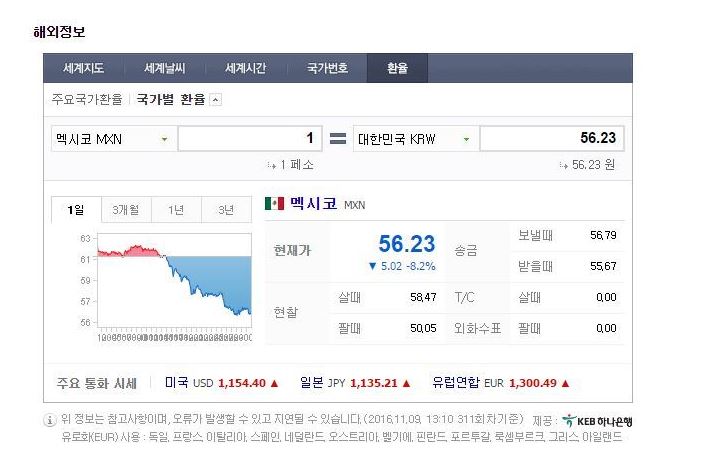 해외정보
세계지도 세계날씨 세계시간 국가번호 환율
주요국가환율 국가별 환율
멕시코 MXN 1 = 대한민국 KRW 56.23
1 페소 56.23 원
1일 3개월 1년 3년
멕시코 MXN
현재가 56.23
▼ 5.02 -8.2%
송금 보낼때 56,79
받을때 55,67
현찰 살때 58,47 T/C 살때 0,00
팔때 50,05 외화수표 팔때 0,00
63
61
59
57
56
주요 통화 시세 미국 USD 1,154.40 ▲ 일본 JPY 1,135.21 ▲ 유럽연합 EUR 1,300.49 ▲
위 정보는 참고사항이며, 오류가 발생할 수 있고 지연될 수 있습니다.(2016,11,09, 13:10 311회차기준) 제공 : KEB 하나은행
유로화(EUR) 사용 : 독일, 프랑스, 이탈리아, 스페인, 네덜란드, 오스트리아, 벨기에, 핀란드, 포르투갈, 룩셈부르크, 그리스, 아일랜드